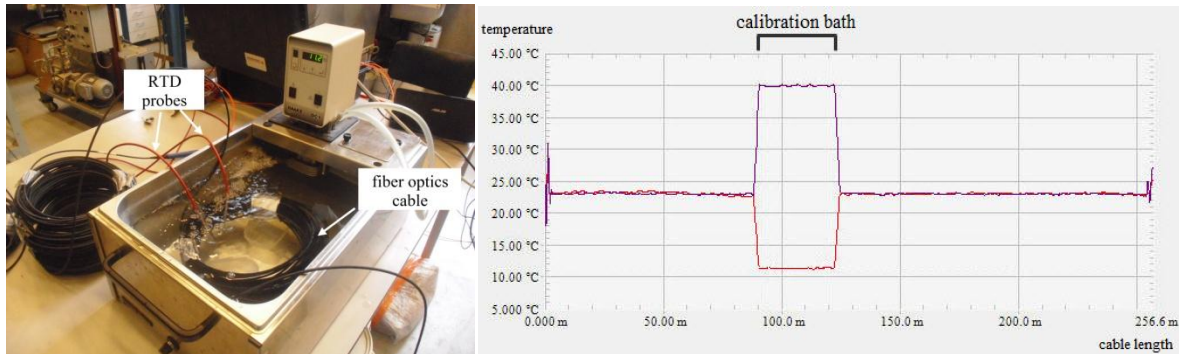 RTD
probes
fiber optics
cable
calibration bath
temperature
45.00 °C
40.00 °C
35.00 °C
30.00 °C
25.00 °C
20.00 °C
15.00 °C
10.00 °C
5.000 °C
0.000 m
50.00 m
100.0 m
150.0 m
200.0 m
256.6 m
cable length